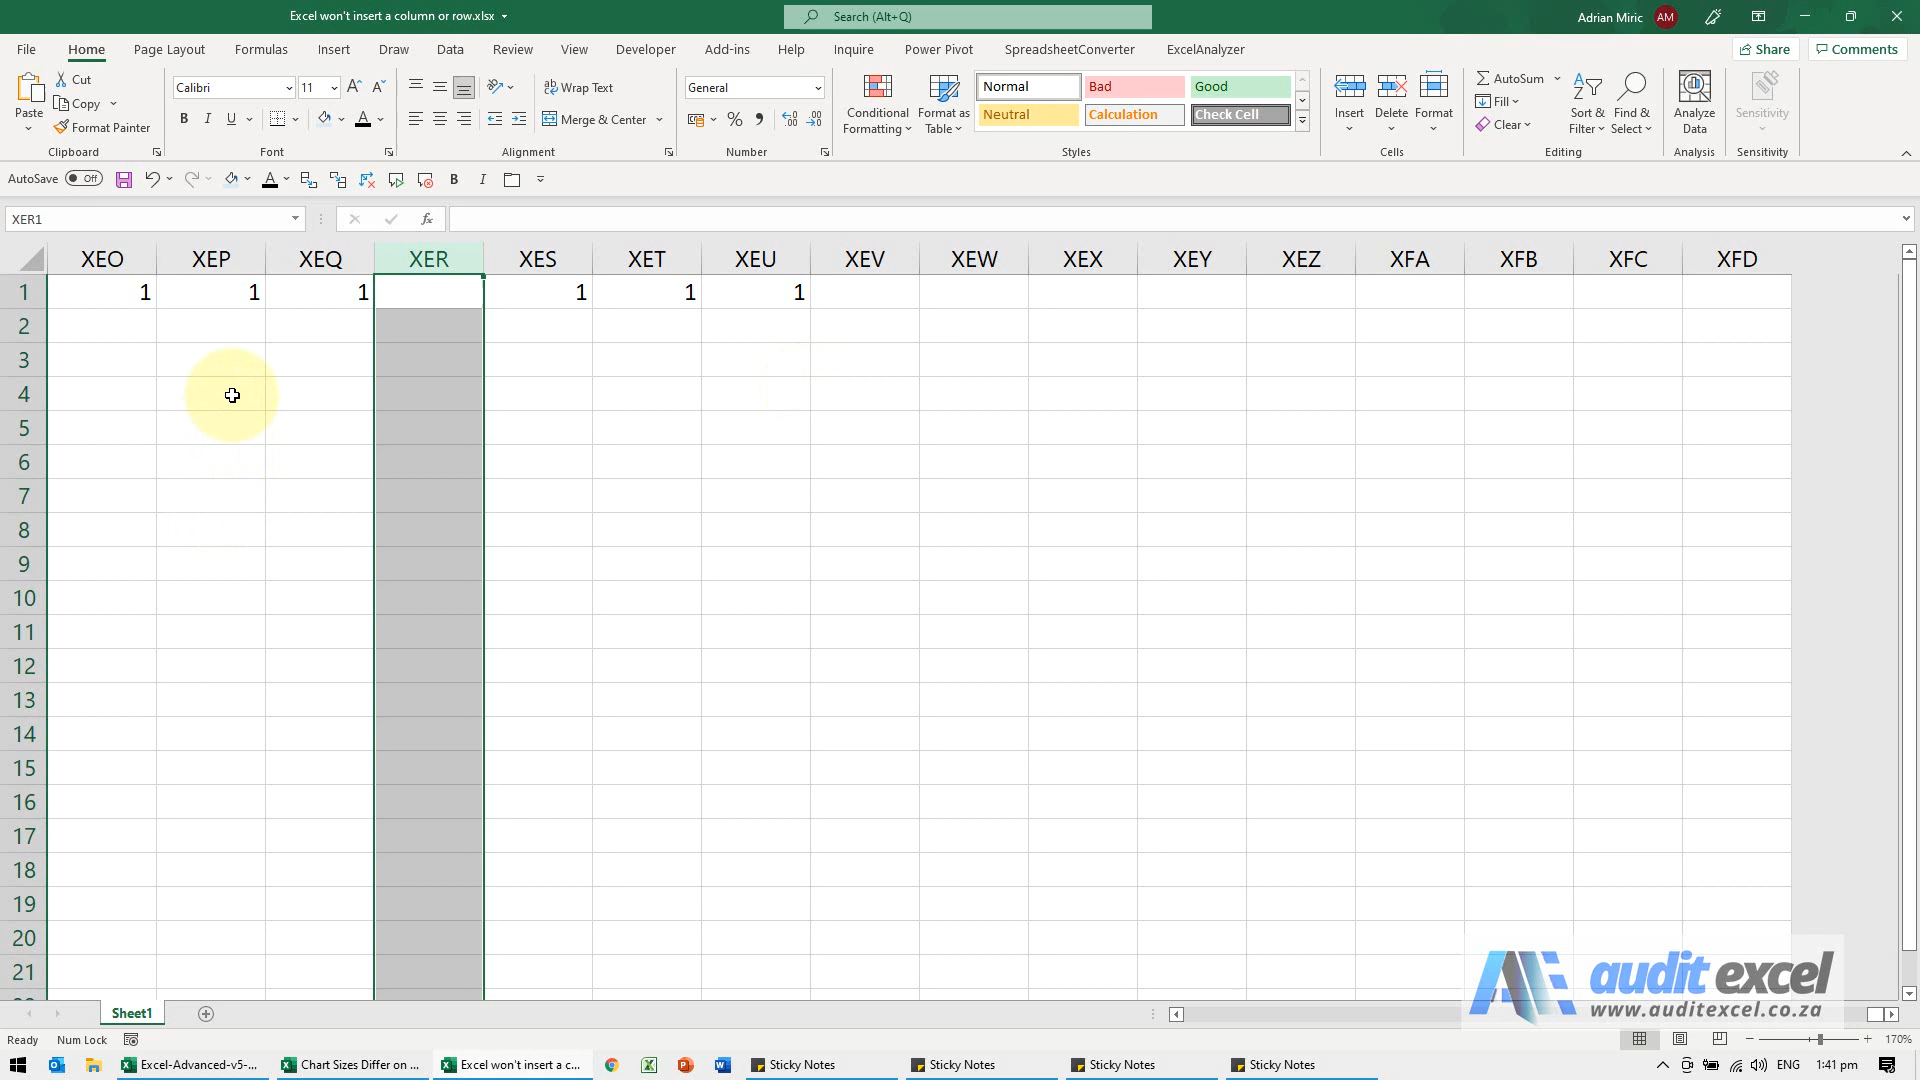 Excel won't insert a column or row.xlsx
Search (Alt+Q)
Adrian Miric AM
File Home Page Layout Formulas Insert Draw Data Review View Developer Add-ins Help Inquire Power Pivot SpreadsheetConverter ExcelAnalyzer Share Comments
Paste Cut Copy Format Painter Clipboard
Calibri 11 B I U A Font
Wrap Text Merge & Center Alignment
General % Number
Conditional Formatting Format as Table
Normal Bad Good
Neutral Calculation Check Cell
Styles
Insert Delete Format Cells
AutoSum Fill Clear Sort & Filter Find & Select Editing
Analyze Data Analysis
Sensitivity Sensitivity
AutoSave Off A B I
XER1 fx
XEO XEP XEQ XER XES XET XEU XEV XEW XEX XEY XEZ XFA XFB XFC XFD
1 1 1 1 1 1 1
2
3
4
5
6
7
8
9
10
11
12
13
14
15
16
17
18
19
20
21
audit excel
www.auditexcel.co.za
Sheet1
Ready Num Lock 170%
Excel-Advanced-v5-... Chart Sizes Differ on ... Excel won't insert a c... Sticky Notes Sticky Notes Sticky Notes Sticky Notes ENG 1:41 pm